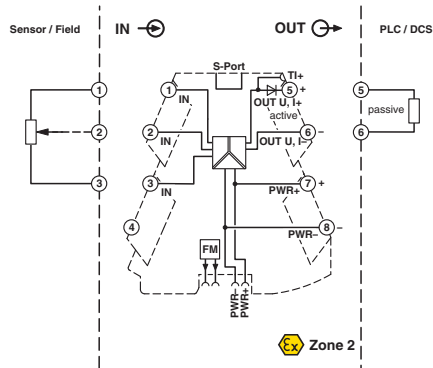 Sensor / Field
IN
OUT
PLC / DCS
S-Port
TI+
1
1
IN
5
+
OUT U, I+
active
5
passive
2
2
IN
6
–
OUT U, I–
6
3
3
IN
7
+
PWR+
4
8
–
PWR–
FM
PWR–
PWR+
Ex Zone 2